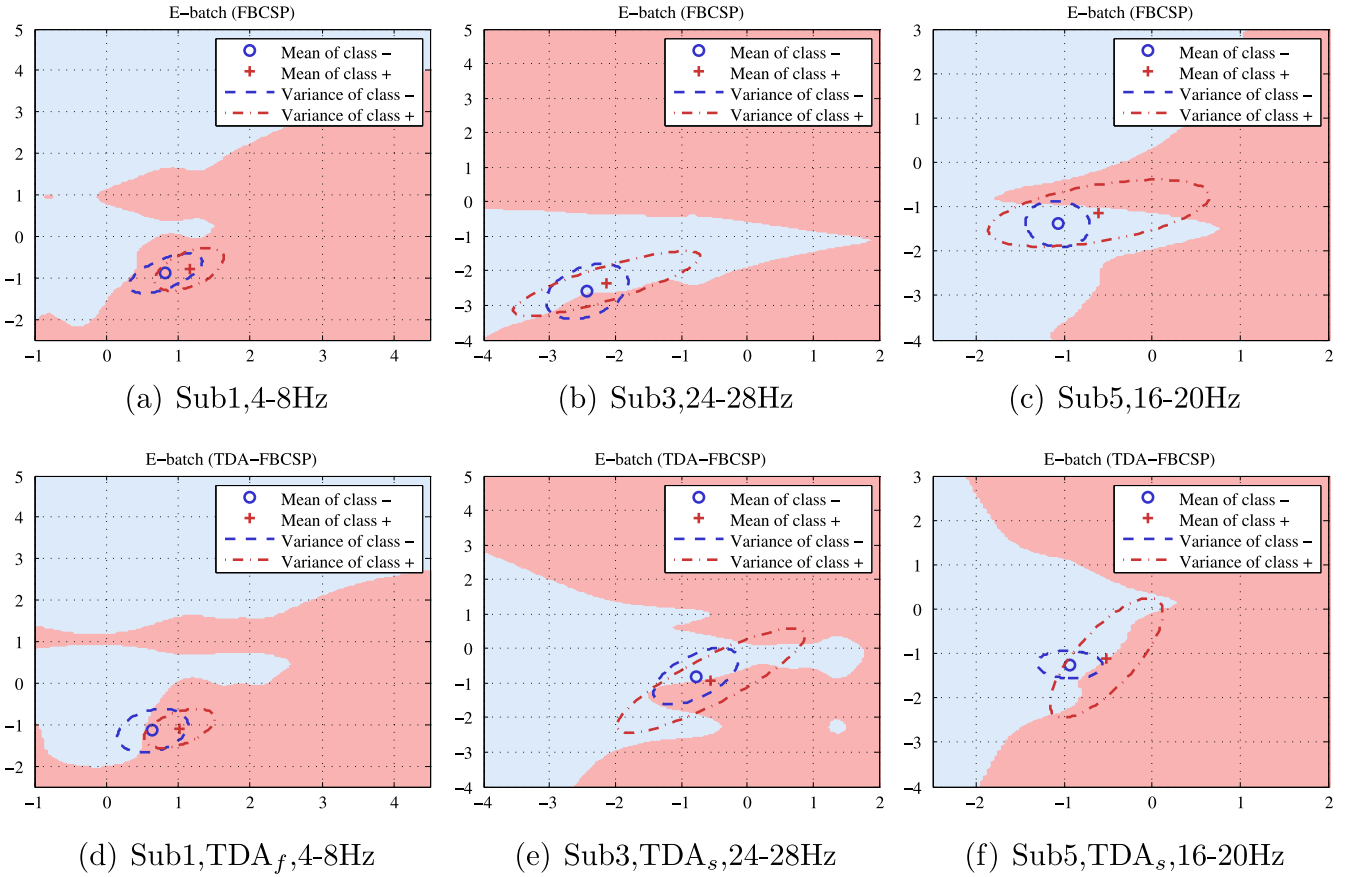 E−batch (FBCSP)
5
4
3
2
1
0
−1
−2
−1
0
1
2
3
4
Mean of class −
Mean of class +
Variance of class −
Variance of class +
(a) Sub1,4-8Hz
E−batch (FBCSP)
5
4
3
2
1
0
−1
−2
−3
−4
−4
−3
−2
−1
0
1
2
Mean of class −
Mean of class +
Variance of class −
Variance of class +
(b) Sub3,24-28Hz
E−batch (FBCSP)
3
2
1
0
−1
−2
−3
−4
−1
0
1
2
Mean of class −
Mean of class +
Variance of class −
Variance of class +
(c) Sub5,16-20Hz
E−batch (TDA−FBCSP)
5
4
3
2
1
0
−1
−2
−1
0
1
2
3
4
Mean of class −
Mean of class +
Variance of class −
Variance of class +
(d) Sub1,TDAf,4-8Hz
E−batch (TDA−FBCSP)
5
4
3
2
1
0
−1
−2
−3
−4
−4
−3
−2
−1
0
1
2
Mean of class −
Mean of class +
Variance of class −
Variance of class +
(e) Sub3,TDAs,24-28Hz
E−batch (TDA−FBCSP)
3
2
1
0
−1
−2
−3
−4
−1
0
1
2
Mean of class −
Mean of class +
Variance of class −
Variance of class +
(f) Sub5,TDAs,16-20Hz